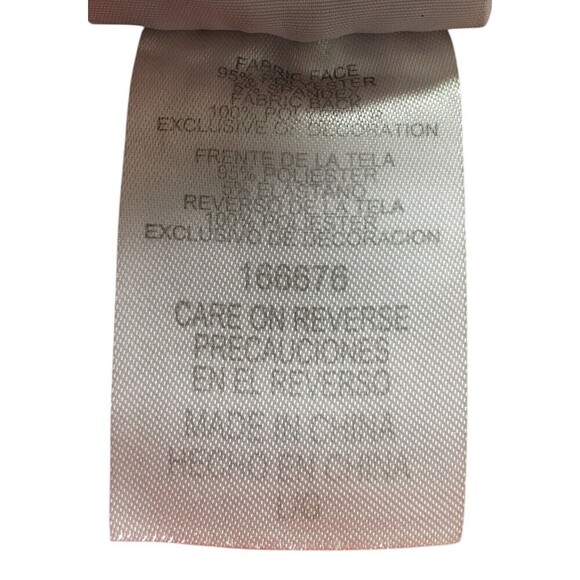 FABRIC FACE
95% POLYESTER
5% SPANDEX
FABRIC BACK
100% POLYESTER
EXCLUSIVE OF DECORATION
FRENTE DE LA TELA
95% POLIESTER
5% ELASTANO
REVERSO DE LA TELA
100% POLIESTER
EXCLUSIVO DE DECORACION
166676
CARE ON REVERSE
PRECAUCIONES
EN EL REVERSO
MADE IN CHINA
HECHO EN CHINA
L/G